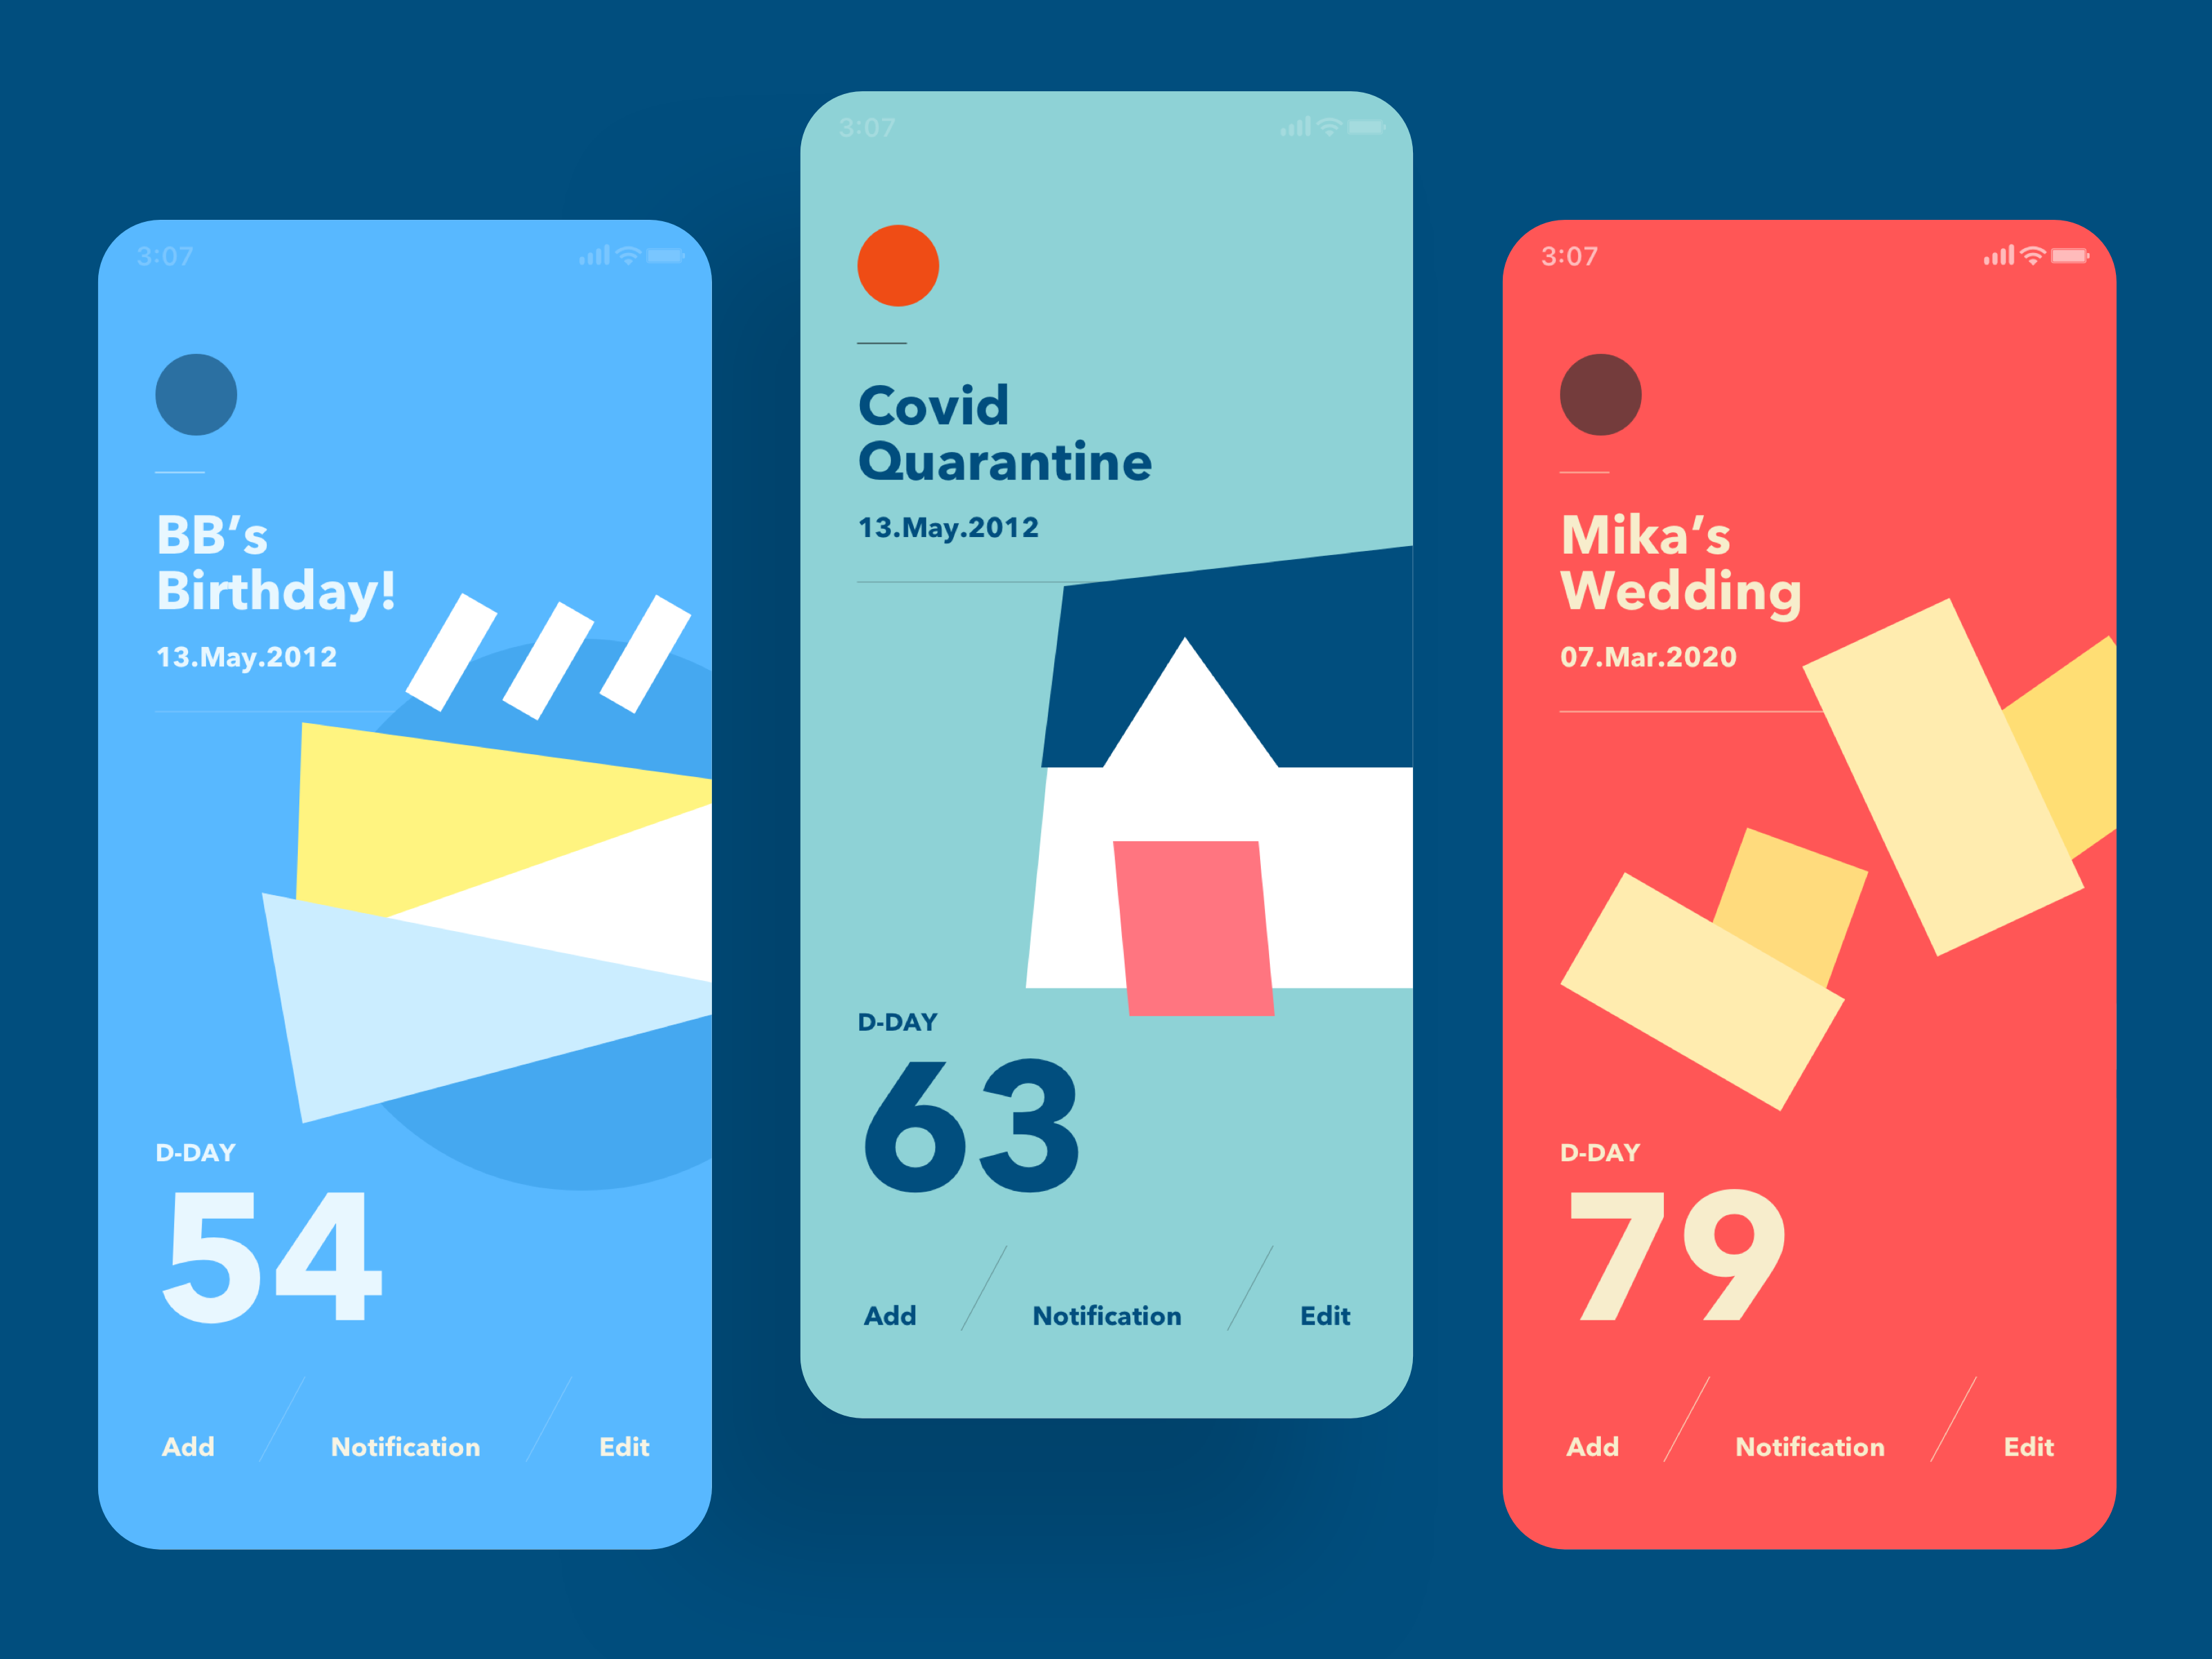 3:07
BB’s
Birthday!
13.May.2012
D-DAY
54
Add
Notification
Edit
3:07
Covid
Quarantine
13.May.2012
D-DAY
63
Add
Notification
Edit
3:07
Mika’s
Wedding
07.Mar.2020
D-DAY
79
Add
Notification
Edit